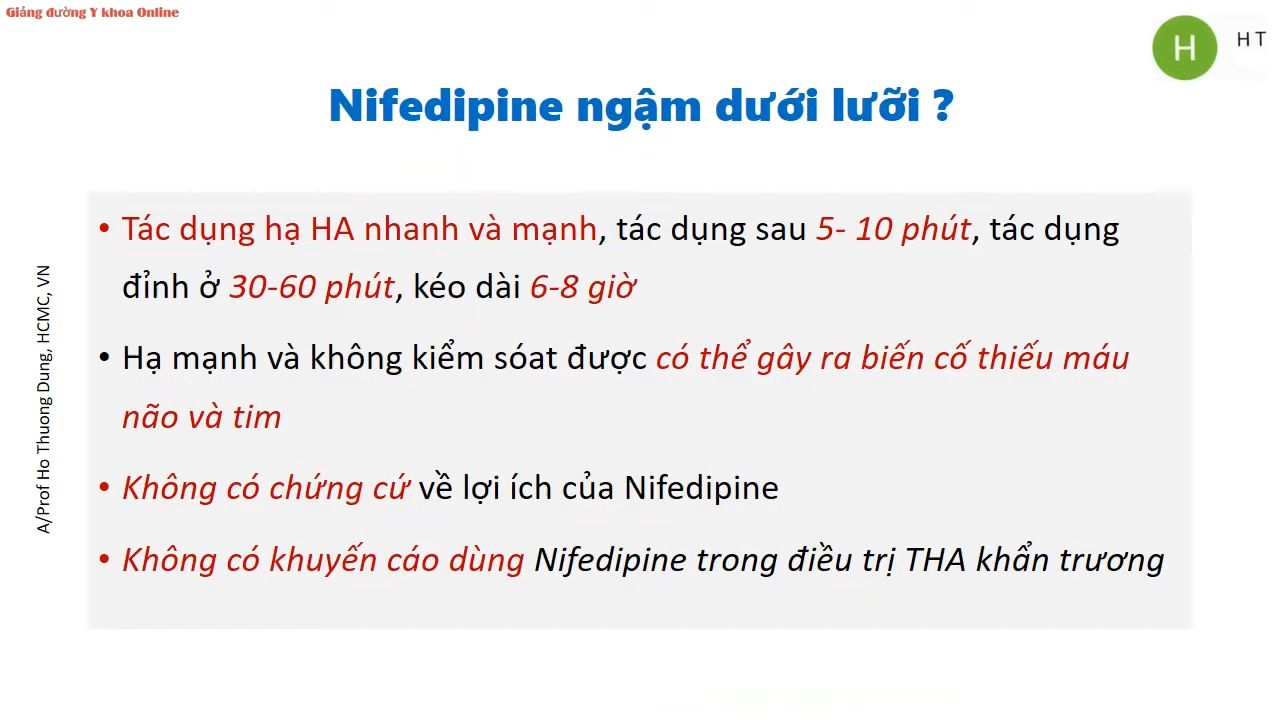 Giảng đường Y khoa Online
H
H T
Nifedipine ngậm dưới lưỡi ?
• Tác dụng hạ HA nhanh và mạnh, tác dụng sau 5- 10 phút, tác dụng
đỉnh ở 30-60 phút, kéo dài 6-8 giờ
• Hạ mạnh và không kiểm sóat được có thể gây ra biến cố thiếu máu
não và tim
• Không có chứng cứ về lợi ích của Nifedipine
• Không có khuyến cáo dùng Nifedipine trong điều trị THA khẩn trương
A/Prof Ho Thuong Dung, HCMC, VN